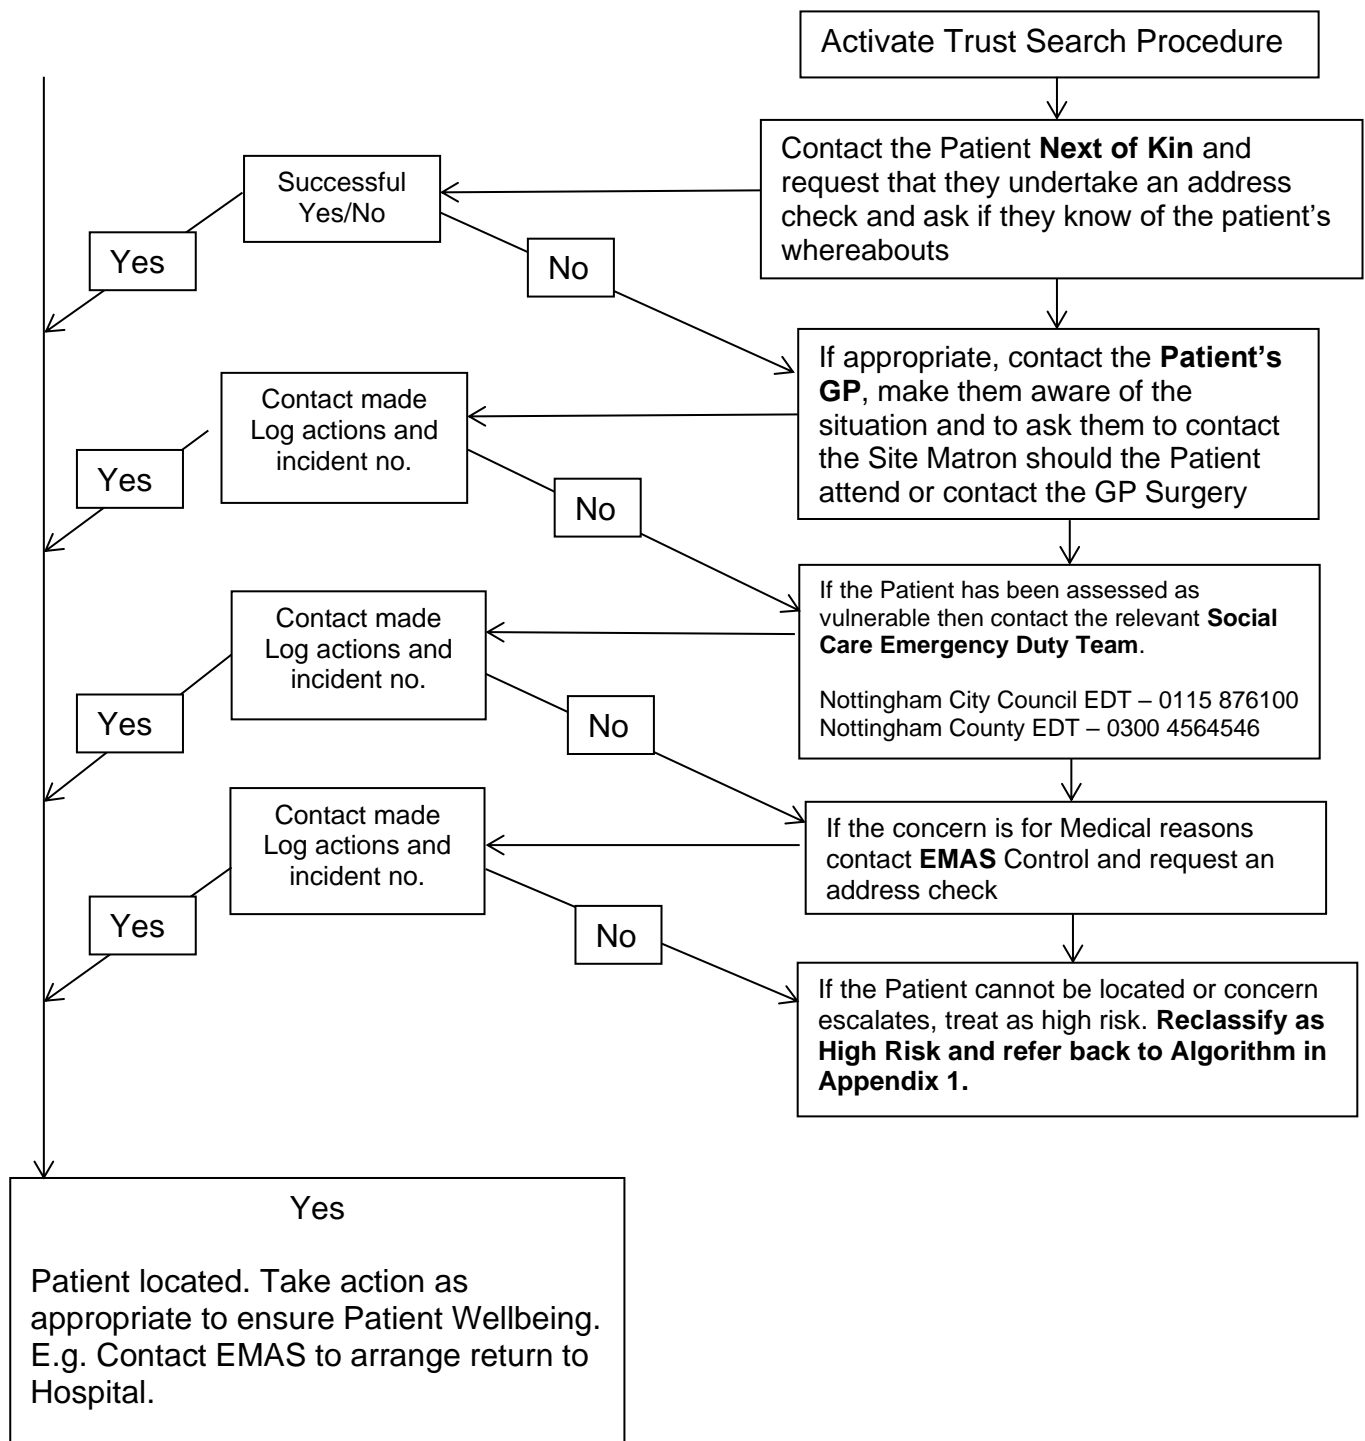 Activate Trust Search Procedure
Contact the Patient Next of Kin and
request that they undertake an address
check and ask if they know of the patient’s
whereabouts
Successful
Yes/No
Yes
No
If appropriate, contact the Patient’s
GP, make them aware of the
situation and to ask them to contact
the Site Matron should the Patient
attend or contact the GP Surgery
Contact made
Log actions and
incident no.
Yes
No
If the Patient has been assessed as
vulnerable then contact the relevant Social
Care Emergency Duty Team.
Nottingham City Council EDT – 0115 876100
Nottingham County EDT – 0300 4564546
Contact made
Log actions and
incident no.
Yes
No
If the concern is for Medical reasons
contact EMAS Control and request an
address check
Contact made
Log actions and
incident no.
Yes
No
If the Patient cannot be located or concern
escalates, treat as high risk. Reclassify as
High Risk and refer back to Algorithm in
Appendix 1.
Yes
Patient located. Take action as
appropriate to ensure Patient Wellbeing.
E.g. Contact EMAS to arrange return to
Hospital.